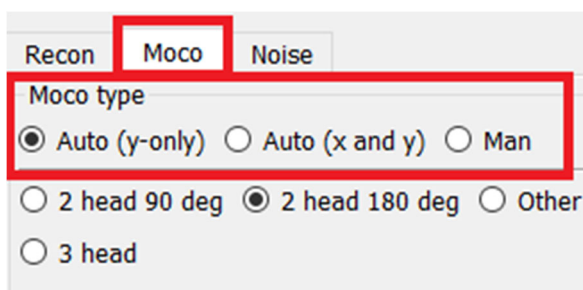 Recon Moco Noise
Moco type
Auto (y-only) Auto (x and y) Man
2 head 90 deg 2 head 180 deg Other
3 head